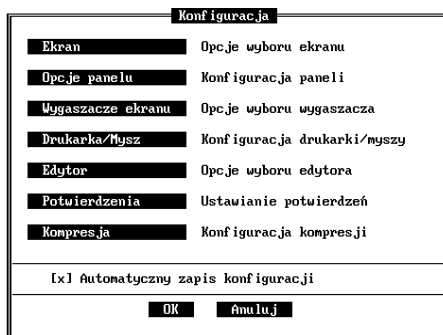 Konfiguracja
Ekran Opcje wyboru ekranu
Opcje panelu Konfiguracja paneli
Wygaszacze ekranu Opcje wyboru wygaszacza
Drukarka/Mysz Konfiguracja drukarki/myszy
Edytor Opcje wyboru edytora
Potwierdzenia Ustawianie potwierdzeń
Kompresja Konfiguracja kompresji
[x] Automatyczny zapis konfiguracji
OK Anuluj